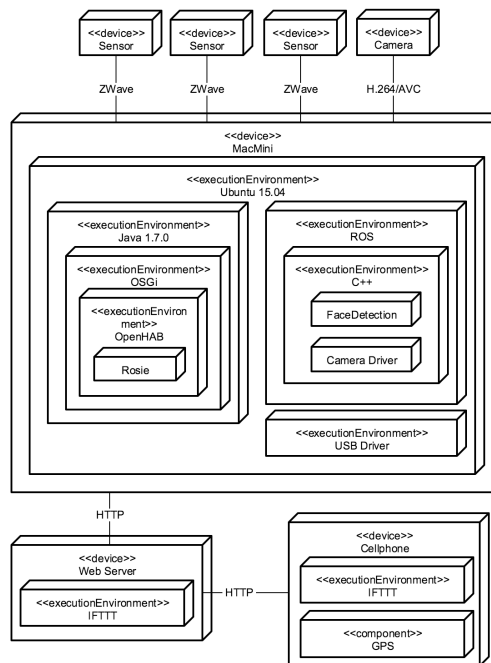 <<device>>
Sensor
<<device>>
Sensor
<<device>>
Sensor
<<device>>
Camera
ZWave
ZWave
ZWave
H.264/AVC
<<device>>
MacMini
<<executionEnvironment>>
Ubuntu 15.04
<<executionEnvironment>>
Java 1.7.0
<<executionEnvironment>>
OSGi
<<executionEnviron
ment>>
OpenHAB
Rosie
<<executionEnvironment>>
ROS
<<executionEnvironment>>
C++
FaceDetection
Camera Driver
<<executionEnvironment>>
USB Driver
HTTP
<<device>>
Web Server
<<executionEnvironment>>
IFTTT
HTTP
<<device>>
Cellphone
<<executionEnvironment>>
IFTTT
<<component>>
GPS